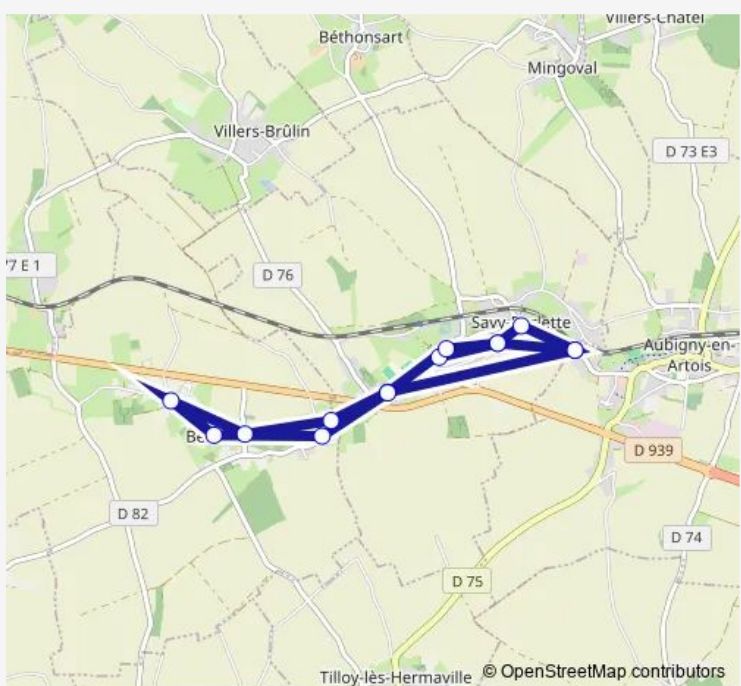 Villers-Châtel
Béthonsart
Mingoval
Villers-Brûlin
D 73 E3
D 76
Aubigny-en-
Artois
D 939
D 82
D 74
D 75
Tilloy-lès-Hermaville
© OpenStreetMap contributors